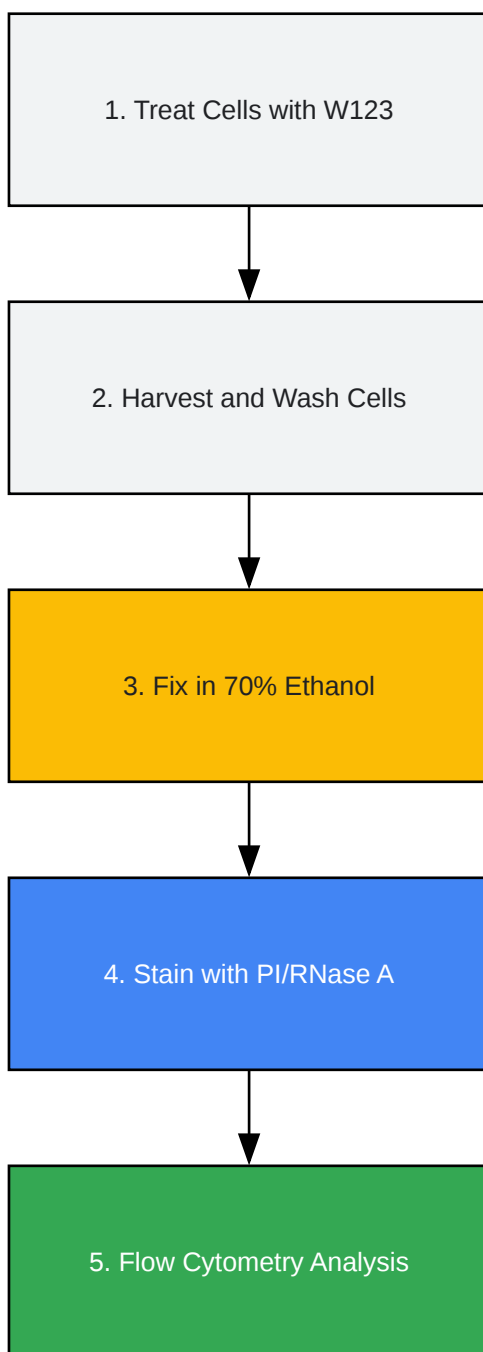 1. Treat Cells with W123
2. Harvest and Wash Cells
3. Fix in 70% Ethanol
4. Stain with PI/RNase A
5. Flow Cytometry Analysis